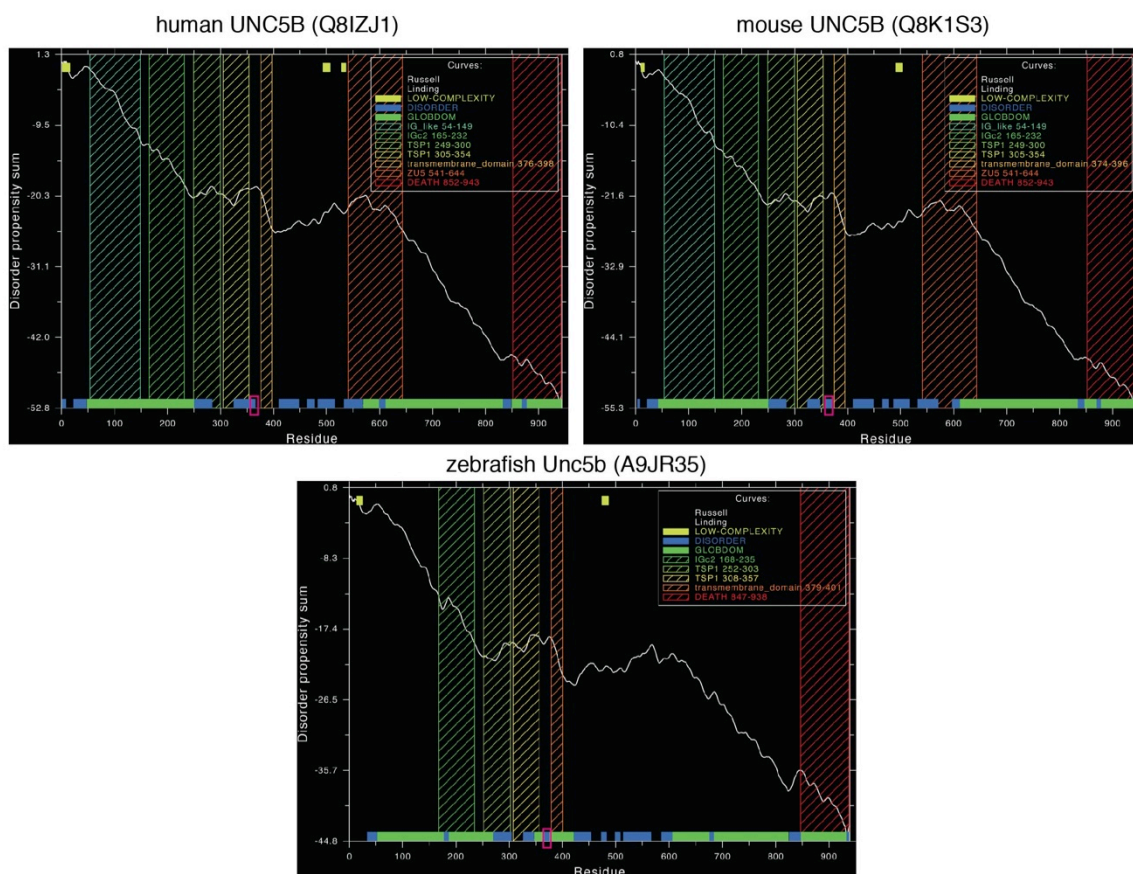 human UNC5B (Q8IZJ1)
1.3
-9.5
-20.3
-31.1
-42.0
-52.8
Disorder propensity sum
0 100 200 300 400 500 600 700 800 900
Residue
Curves:
Russell
Linding
LOW-COMPLEXITY
DISORDER
GLOBDOM
IG_like 54-149
IGc2 165-232
TSP1 249-300
TSP1 305-354
transmembrane_domain 376-398
ZU5 541-644
DEATH 852-943
mouse UNC5B (Q8K1S3)
0.8
-10.4
-21.6
-32.9
-44.1
-55.3
Disorder propensity sum
0 100 200 300 400 500 600 700 800 900
Residue
Curves:
Russell
Linding
LOW-COMPLEXITY
DISORDER
GLOBDOM
IG_like 54-149
IGc2 165-232
TSP1 249-300
TSP1 305-354
transmembrane_domain 374-396
ZU5 541-644
DEATH 852-943
zebrafish Unc5b (A9JR35)
0.8
-8.3
-17.4
-26.5
-35.7
-44.8
Disorder propensity sum
0 100 200 300 400 500 600 700 800 900
Residue
Curves:
Russell
Linding
LOW-COMPLEXITY
DISORDER
GLOBDOM
IGc2 168-235
TSP1 252-303
TSP1 308-357
transmembrane_domain 379-401
DEATH 847-938